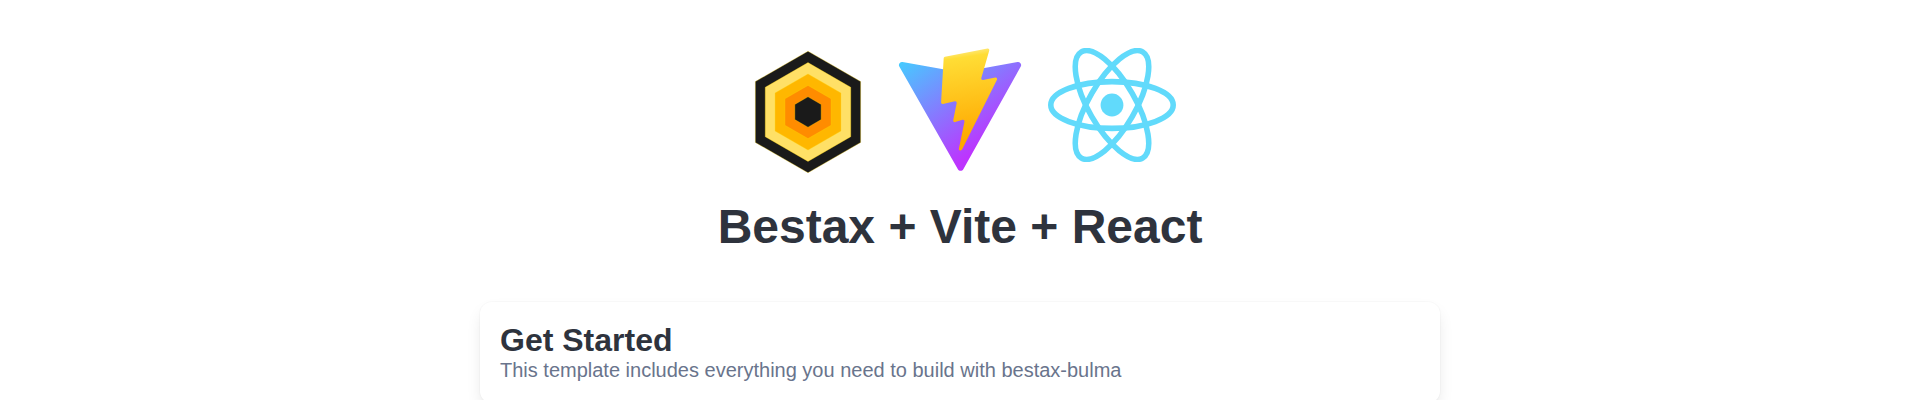 Bestax + Vite + React
Get Started
This template includes everything you need to build with bestax-bulma